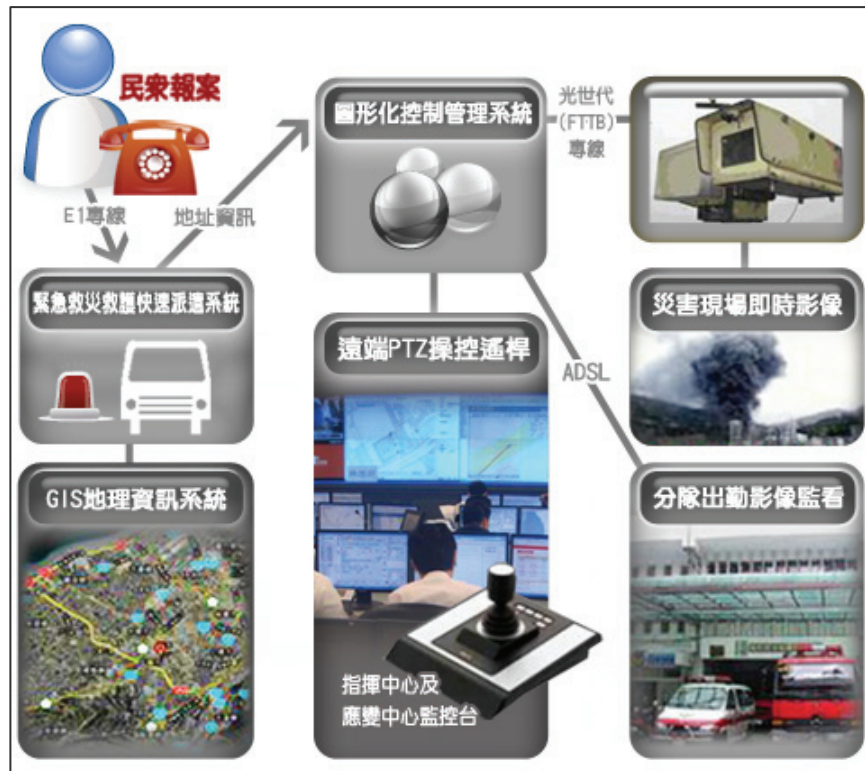 民眾報案
E1專線
地址資訊
緊急救災救護快速派遣系統
GIS地理資訊系統
圖形化控制管理系統
光世代
(FTTB)
專線
遠端PTZ操控遙桿
指揮中心及
應變中心監控台
ADSL
災害現場即時影像
分隊出勤影像監看